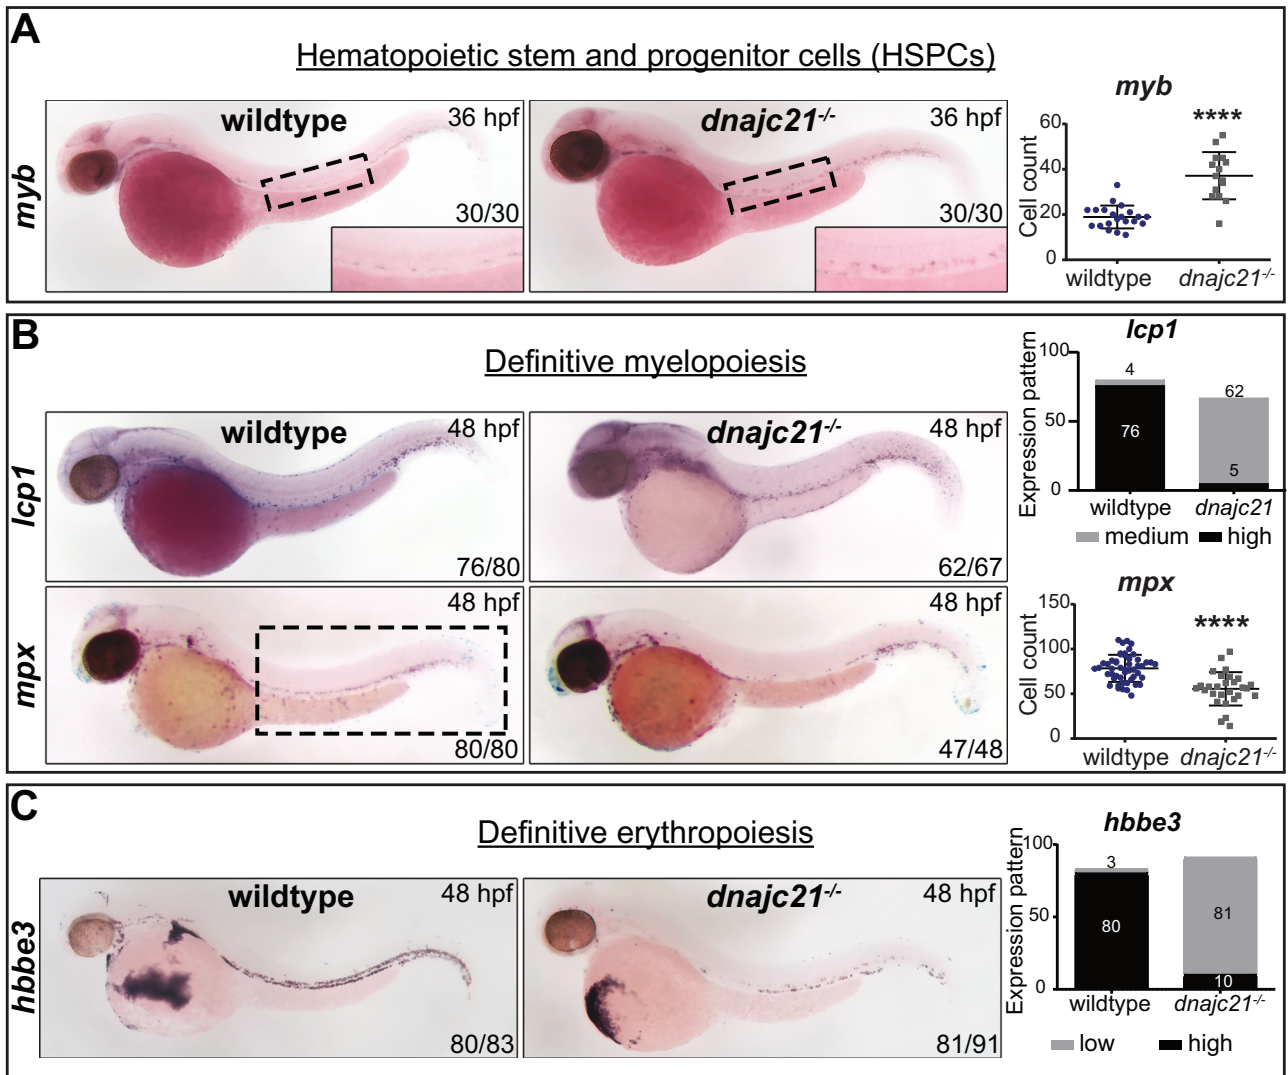 A
Hematopoietic stem and progenitor cells (HSPCs)
myb
wildtype
36 hpf
30/30
dnajc21-/-
36 hpf
30/30
myb
****
Cell count
60
40
20
0
wildtype
dnajc21-/-
B
Definitive myelopoiesis
lcp1
wildtype
48 hpf
76/80
dnajc21-/-
48 hpf
62/67
lcp1
Expression pattern
100
50
0
4
76
62
5
wildtype
dnajc21
medium
high
mpx
48 hpf
80/80
48 hpf
47/48
mpx
****
Cell count
150
100
50
0
wildtype
dnajc21-/-
C
Definitive erythropoiesis
hbbe3
wildtype
48 hpf
80/83
dnajc21-/-
48 hpf
81/91
hbbe3
Expression pattern
100
50
0
3
80
81
10
wildtype
dnajc21-/-
low
high